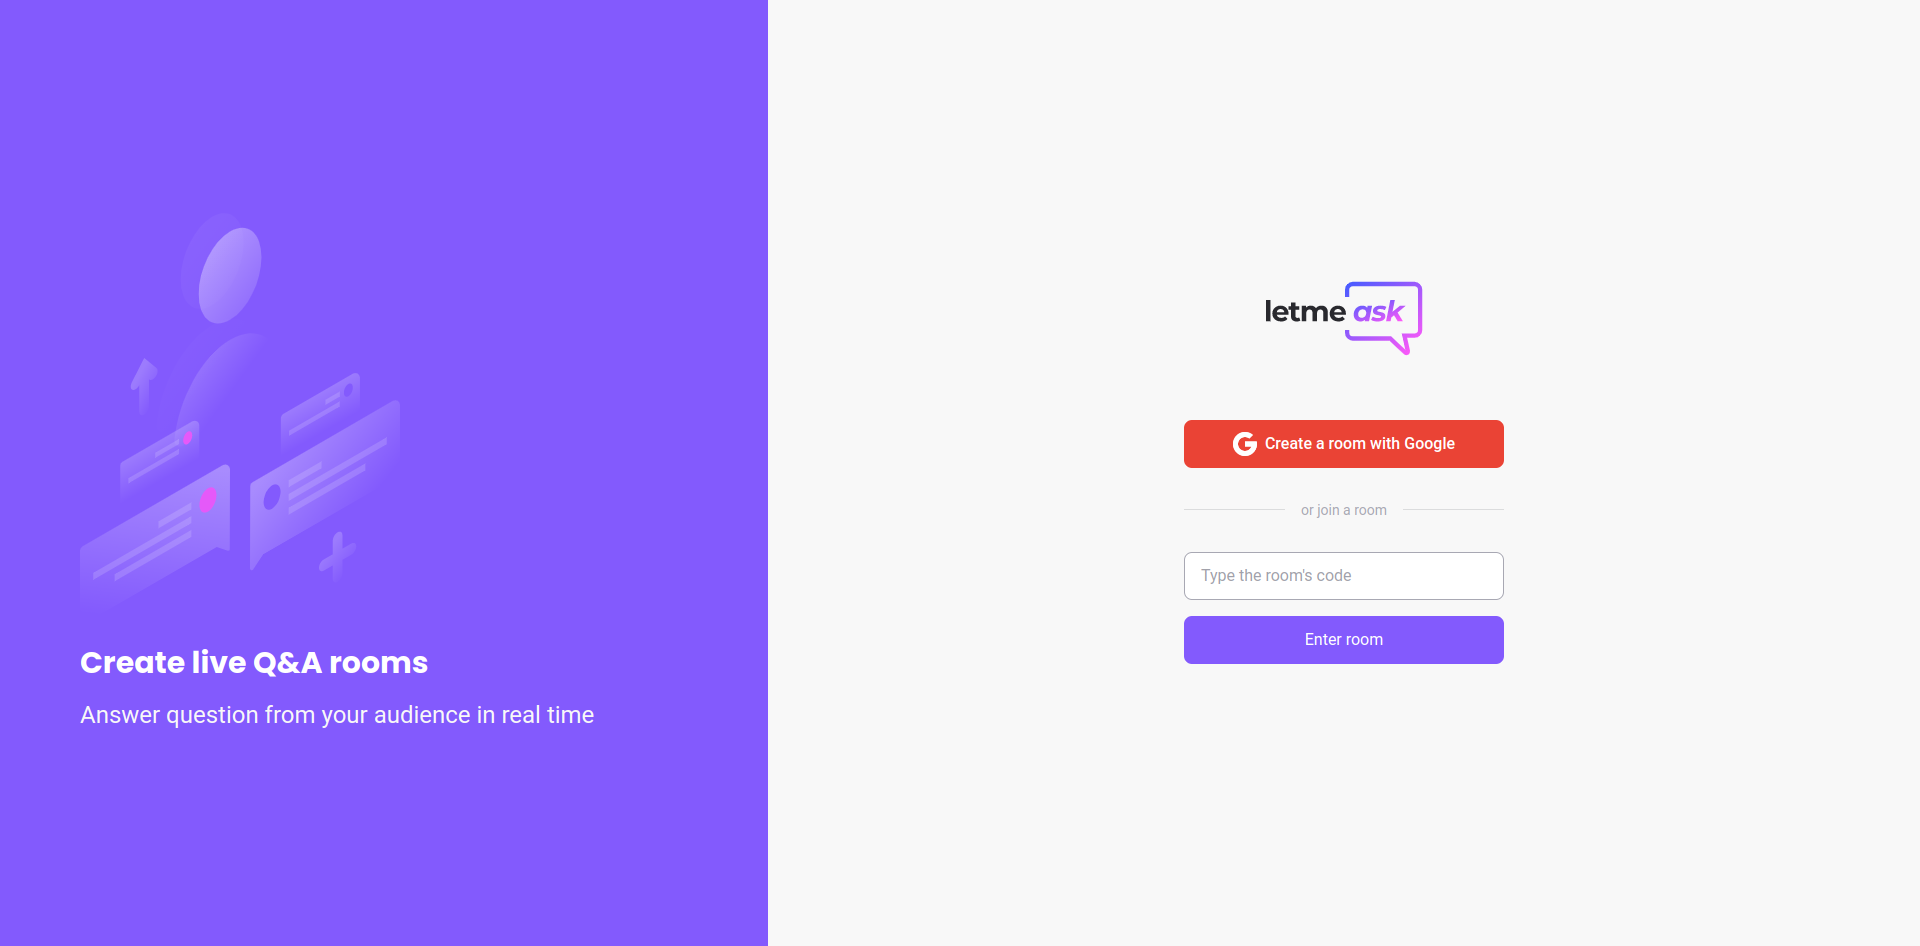 Create live Q&A rooms
Answer question from your audience in real time
letme ask
Create a room with Google
or join a room
Type the room's code
Enter room